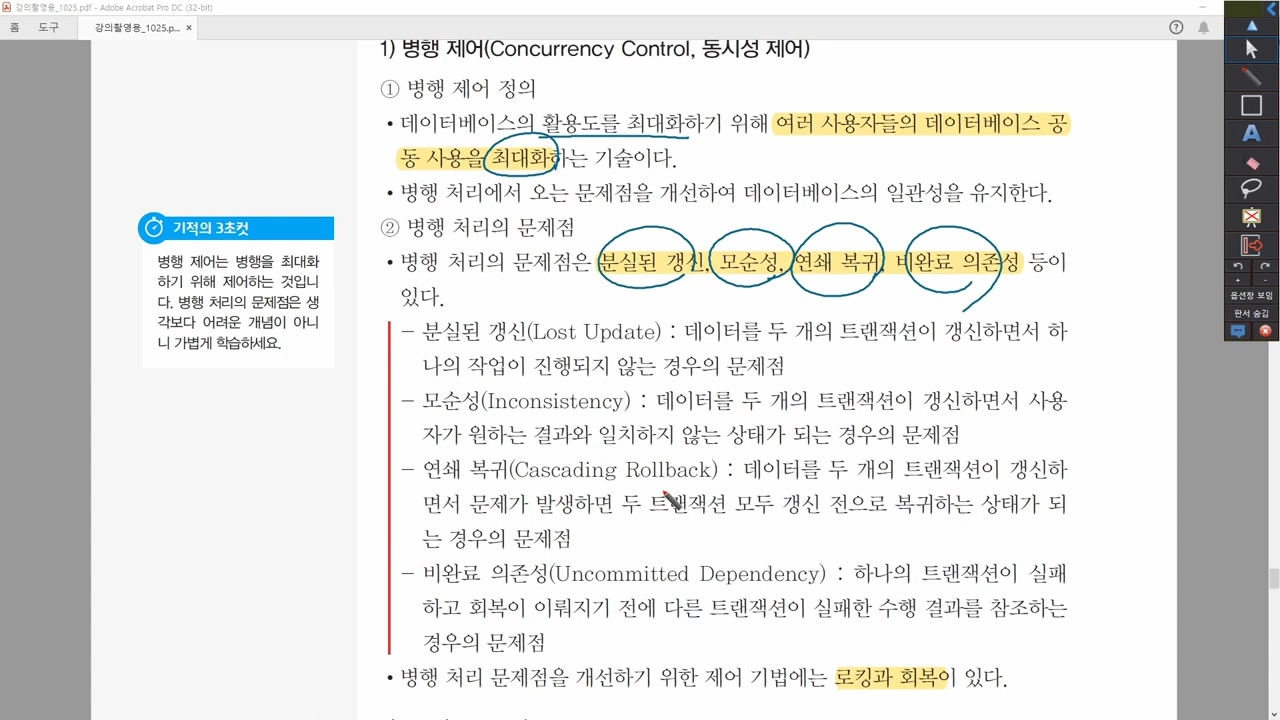 강의촬영용_1025.pdf - Adobe Acrobat Pro DC (32-bit)
홈 도구 강의촬영용_1025.p... ×
1) 병행 제어(Concurrency Control, 동시성 제어)
① 병행 제어 정의
• 데이터베이스의 활용도를 최대화하기 위해 여러 사용자들의 데이터베이스 공
동 사용을 최대화하는 기술이다.
• 병행 처리에서 오는 문제점을 개선하여 데이터베이스의 일관성을 유지한다.
② 병행 처리의 문제점
• 병행 처리의 문제점은 분실된 갱신, 모순성, 연쇄 복귀, 비완료 의존성 등이
있다.
− 분실된 갱신(Lost Update) : 데이터를 두 개의 트랜잭션이 갱신하면서 하
나의 작업이 진행되지 않는 경우의 문제점
− 모순성(Inconsistency) : 데이터를 두 개의 트랜잭션이 갱신하면서 사용
자가 원하는 결과와 일치하지 않는 상태가 되는 경우의 문제점
− 연쇄 복귀(Cascading Rollback) : 데이터를 두 개의 트랜잭션이 갱신하
면서 문제가 발생하면 두 트랜잭션 모두 갱신 전으로 복귀하는 상태가 되
는 경우의 문제점
− 비완료 의존성(Uncommitted Dependency) : 하나의 트랜잭션이 실패
하고 회복이 이뤄지기 전에 다른 트랜잭션이 실패한 수행 결과를 참조하는
경우의 문제점
• 병행 처리 문제점을 개선하기 위한 제어 기법에는 로킹과 회복이 있다.
기적의 3초컷
병행 제어는 병행을 최대화
하기 위해 제어하는 것입니
다. 병행 처리의 문제점은 생
각보다 어려운 개념이 아니
니 가볍게 학습하세요.
A
옵션장 보임
판서 숨김